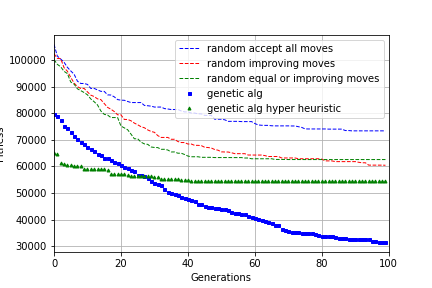 random accept all moves
random improving moves
random equal or improving moves
genetic alg
genetic alg hyper heuristic
100000
90000
80000
70000
60000
50000
40000
30000
0 20 40 60 80 100
Generations